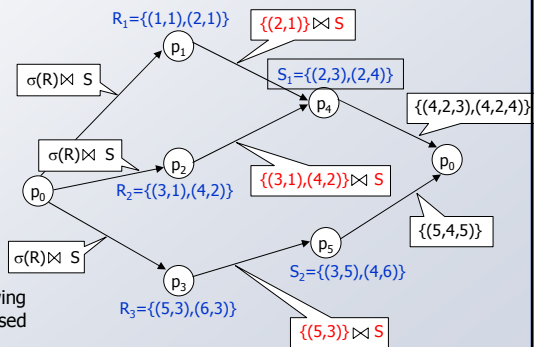 R₁={(1,1),(2,1)}
{(2,1)}⋈ S
p₁
S₁={(2,3),(2,4)}
σ(R)⋈ S
p₄
{(4,2,3),(4,2,4)}
σ(R)⋈ S
p₂
p₀
{(3,1),(4,2)}⋈ S
p₀
R₂={(3,1),(4,2)}
{(5,4,5)}
p₅
σ(R)⋈ S
S₂={(3,5),(4,6)}
p₃
wing
R₃={(5,3),(6,3)}
sed
{(5,3)}⋈ S